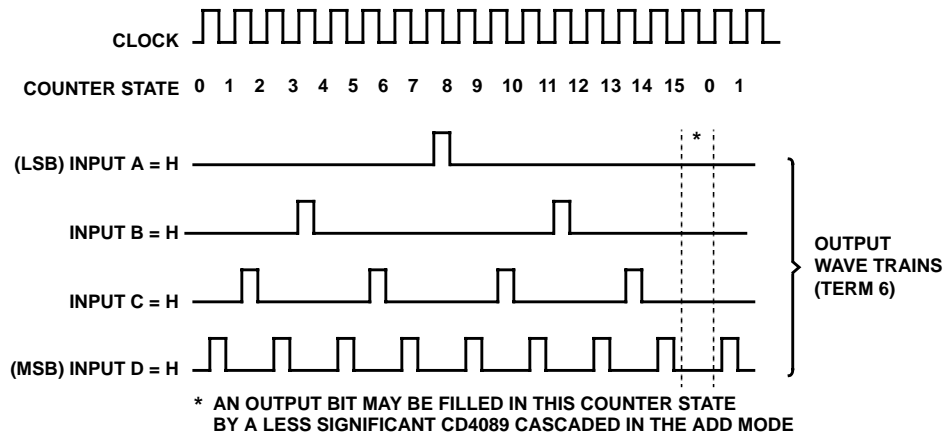 CLOCK
COUNTER STATE 0 1 2 3 4 5 6 7 8 9 10 11 12 13 14 15 0 1
*
(LSB) INPUT A = H
INPUT B = H
INPUT C = H
(MSB) INPUT D = H
OUTPUT
WAVE TRAINS
(TERM 6)
* AN OUTPUT BIT MAY BE FILLED IN THIS COUNTER STATE
BY A LESS SIGNIFICANT CD4089 CASCADED IN THE ADD MODE